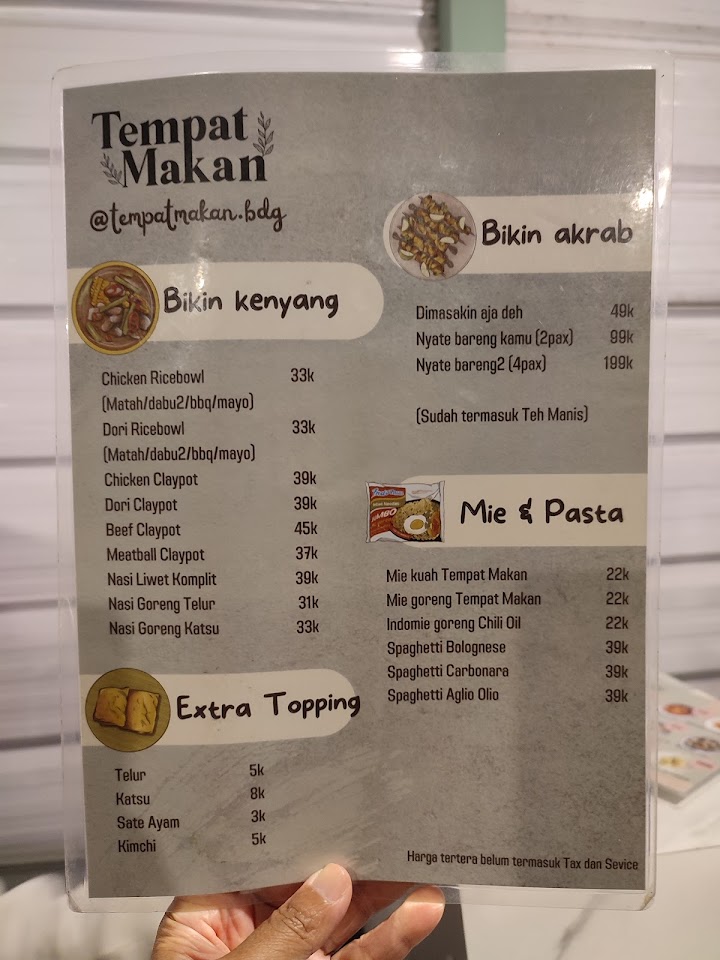 Tempat
Makan
@tempatmakan.bdg
Bikin kenyang
Chicken Ricebowl 33k
(Matah/dabu2/bbq/mayo)
Dori Ricebowl 33k
(Matah/dabu2/bbq/mayo)
Chicken Claypot 39k
Dori Claypot 39k
Beef Claypot 45k
Meatball Claypot 37k
Nasi Liwet Komplit 39k
Nasi Goreng Telur 31k
Nasi Goreng Katsu 33k
Extra Topping
Telur 5k
Katsu 8k
Sate Ayam 3k
Kimchi 5k
Bikin akrab
Dimasakin aja deh 49k
Nyate bareng kamu (2pax) 99k
Nyate bareng2 (4pax) 199k
(Sudah termasuk Teh Manis)
Mie & Pasta
Mie kuah Tempat Makan 22k
Mie goreng Tempat Makan 22k
Indomie goreng Chili Oil 22k
Spaghetti Bolognese 39k
Spaghetti Carbonara 39k
Spaghetti Aglio Olio 39k
Harga tertera belum termasuk Tax dan Sevice